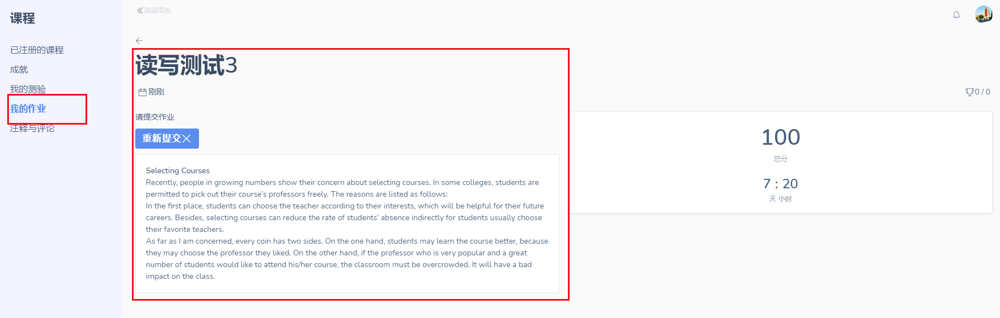 课程
已注册的课程
成就
我的测验
我的作业
注释与评论
隐藏面板
读写测试3
刚刚
0 / 0
请提交作业
重新提交
Selecting Courses
Recently, people in growing numbers show their concern about selecting courses. In some colleges, students are
permitted to pick out their course's professors freely. The reasons are listed as follows:
In the first place, students can choose the teacher according to their interests, which will be helpful for their future
careers. Besides, selecting courses can reduce the rate of students' absence indirectly for students usually choose
their favorite teachers.
As far as I am concerned, every coin has two sides. On the one hand, students may learn the course better, because
they may choose the professor they liked. On the other hand, if the professor who is very popular and a great
number of students would like to attend his/her course, the classroom must be overcrowded. It will have a bad
impact on the class.
100
总分
7 : 20
天 小时